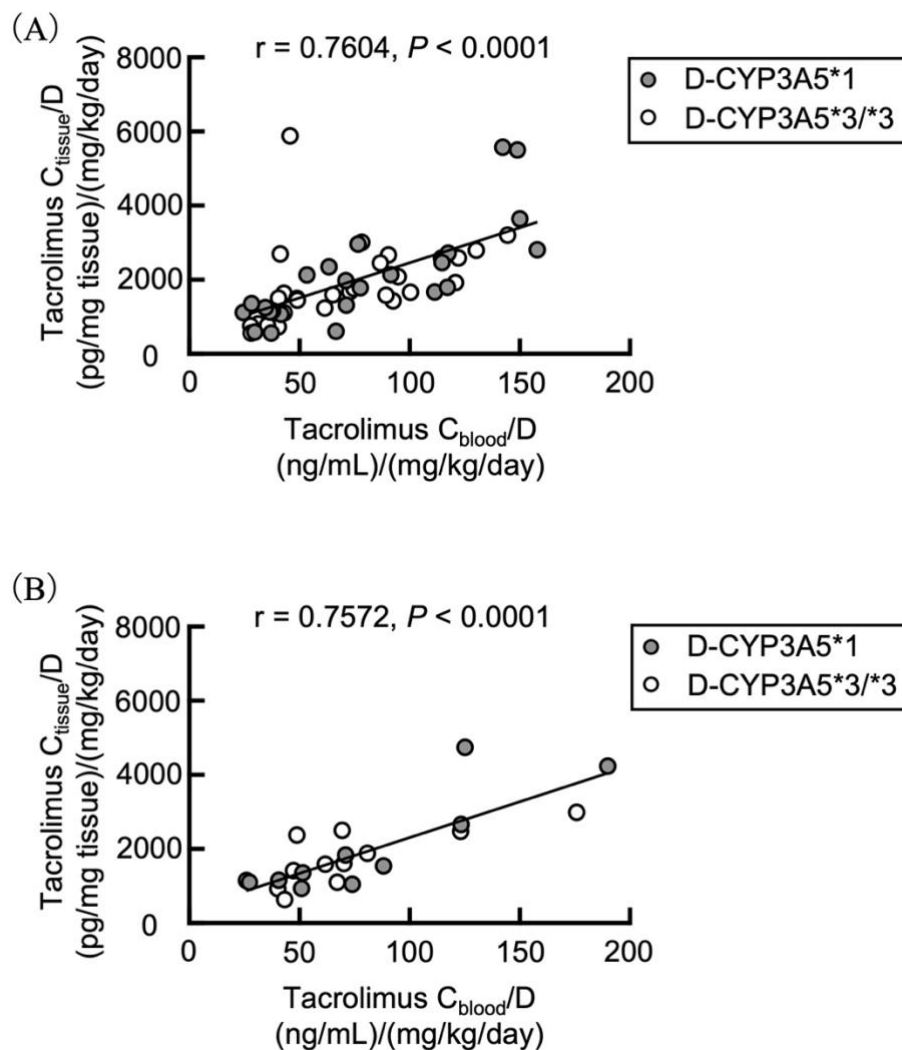 (A)
r = 0.7604, P < 0.0001
D-CYP3A5*1
D-CYP3A5*3/*3
Tacrolimus Ctissue/D
(pg/mg tissue)/(mg/kg/day)
8000
6000
4000
2000
0
0
50
100
150
200
Tacrolimus Cblood/D
(ng/mL)/(mg/kg/day)
(B)
r = 0.7572, P < 0.0001
D-CYP3A5*1
D-CYP3A5*3/*3
Tacrolimus Ctissue/D
(pg/mg tissue)/(mg/kg/day)
8000
6000
4000
2000
0
0
50
100
150
200
Tacrolimus Cblood/D
(ng/mL)/(mg/kg/day)